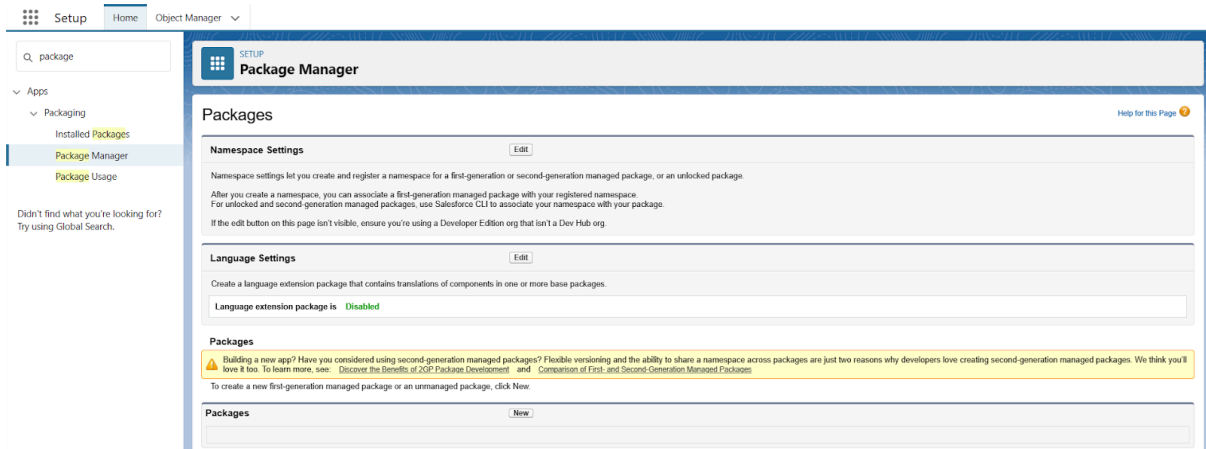 Setup
Home
Object Manager
package
SETUP
Package Manager
Apps
Packaging
Installed Packages
Package Manager
Package Usage
Didn't find what you're looking for?
Try using Global Search.
Packages
Help for this Page
Namespace Settings
Edit
Namespace settings let you create and register a namespace for a first-generation or second-generation managed package, or an unlocked package.
After you create a namespace, you can associate a first-generation managed package with your registered namespace.
For unlocked and second-generation managed packages, use Salesforce CLI to associate your namespace with your package.
If the edit button on this page isn't visible, ensure you're using a Developer Edition org that isn't a Dev Hub org.
Language Settings
Edit
Create a language extension package that contains translations of components in one or more base packages.
Language extension package is Disabled
Packages
Building a new app? Have you considered using second-generation managed packages? Flexible versioning and the ability to share a namespace across packages are just two reasons why developers love creating second-generation managed packages. We think you'll
love it too. To learn more, see: Discover the Benefits of 2GP Package Development and Comparison of First- and Second-Generation Managed Packages
To create a new first-generation managed package or an unmanaged package, click New.
Packages
New